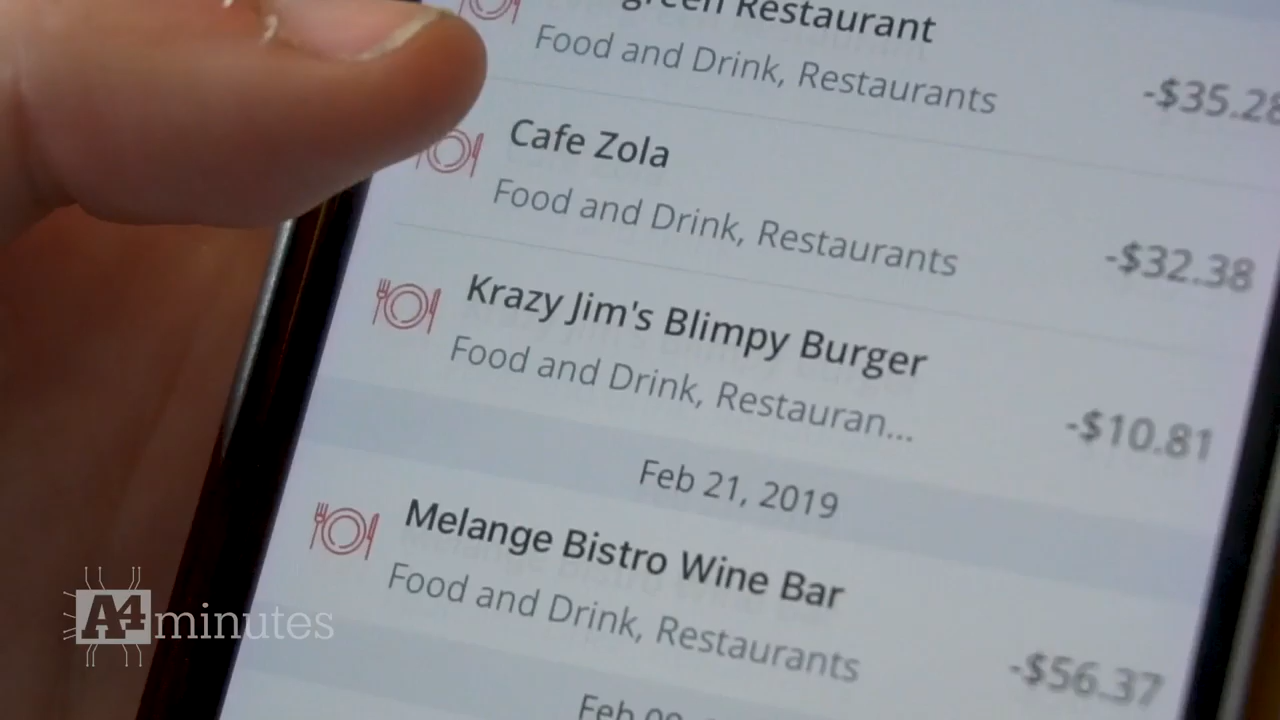 Restaurant
Food and Drink, Restaurants
-$35.28
Cafe Zola
Food and Drink, Restaurants
-$32.38
Krazy Jim's Blimpy Burger
Food and Drink, Restauran...
-$10.81
Feb 21, 2019
Melange Bistro Wine Bar
Food and Drink, Restaurants
-$56.37
Feb
A4minutes